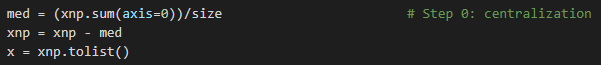 med = (xnp.sum(axis=0))/size # Step 0: centralization
xnp = xnp - med
x = xnp.tolist()